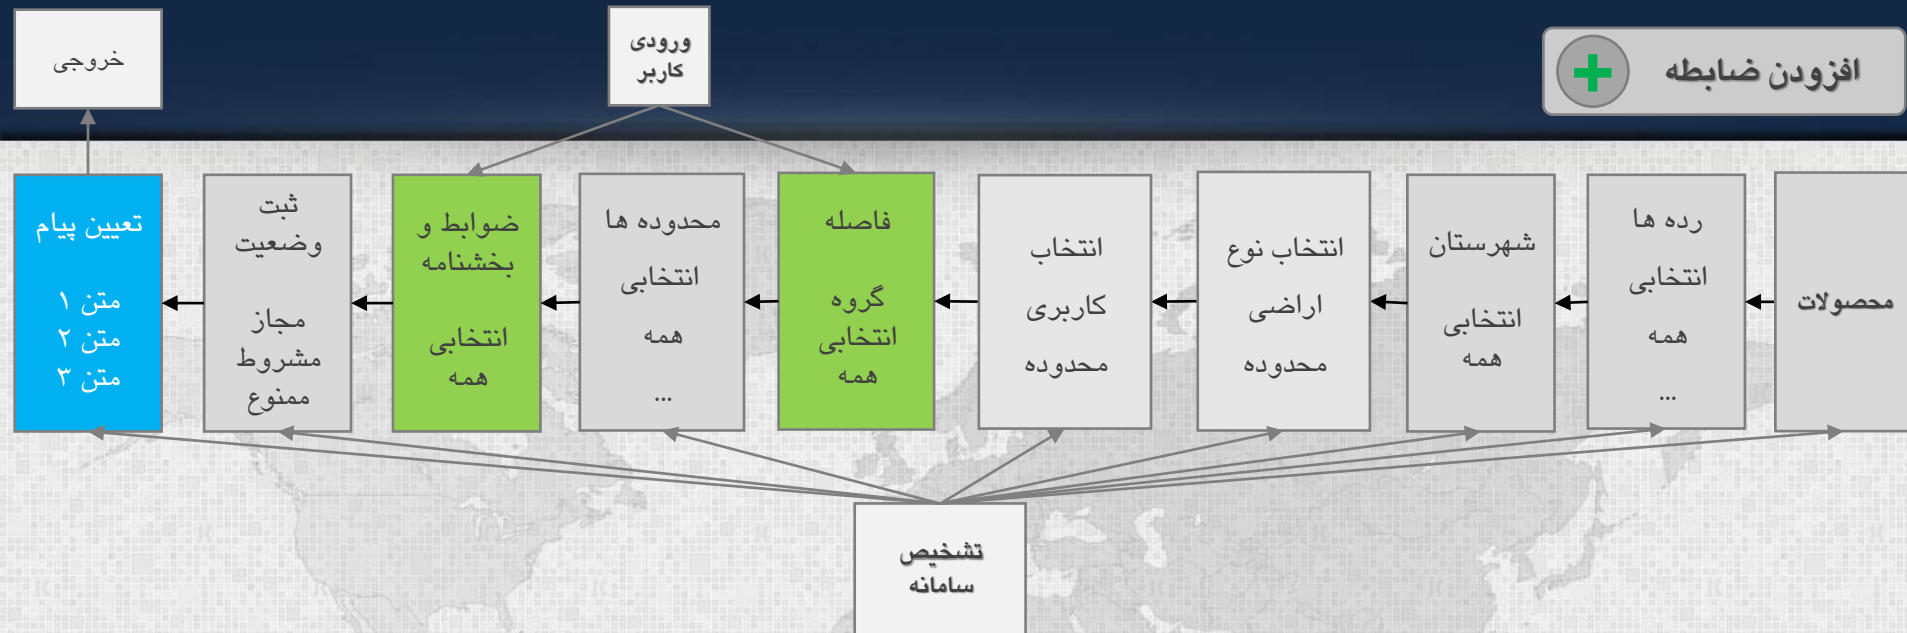 افزودن ضابطه
ورودی
کاربر
خروجی
محصولات
رده ها
انتخابی
همه
...
شهرستان
انتخابی
همه
انتخاب نوع
اراضی
محدوده
انتخاب
کاربری
محدوده
فاصله
گروه
انتخابی
همه
محدوده ها
انتخابی
همه
...
ضوابط و
بخشنامه
انتخابی
همه
ثبت
وضعیت
مجاز
مشروط
ممنوع
تعیین پیام
متن ۱
متن ۲
متن ۳
تشخیص
سامانه